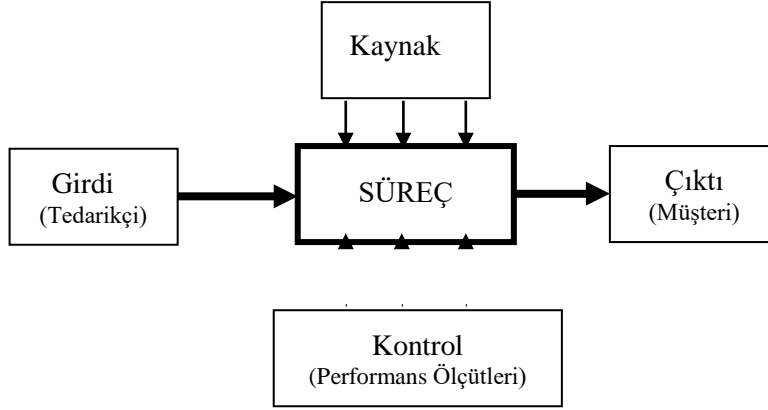 Kaynak
Girdi
(Tedarikçi)
SÜREÇ
Çıktı
(Müşteri)
Kontrol
(Performans Ölçütleri)